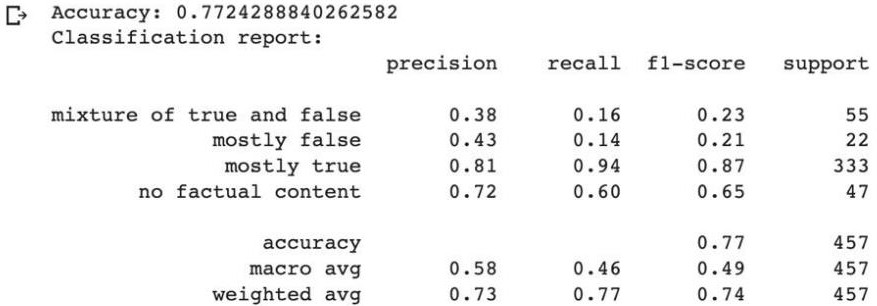 Accuracy: 0.7724288840262582
Classification report:
precision recall f1-score support
mixture of true and false 0.38 0.16 0.23 55
mostly false 0.43 0.14 0.21 22
mostly true 0.81 0.94 0.87 333
no factual content 0.72 0.60 0.65 47
accuracy 0.77 457
macro avg 0.58 0.46 0.49 457
weighted avg 0.73 0.77 0.74 457